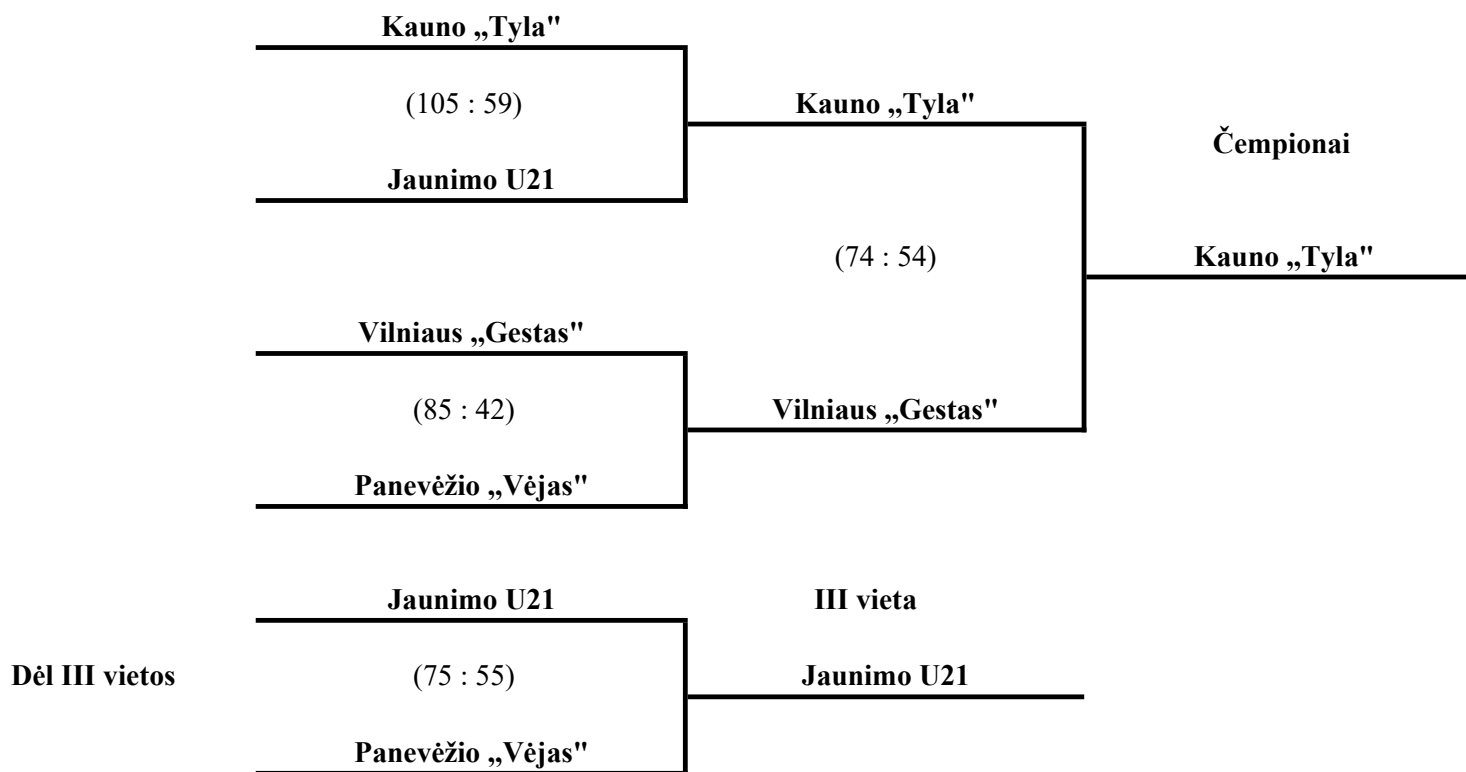 Kauno „Tyla"
(105 : 59)
Kauno „Tyla"
Čempionai
Jaunimo U21
(74 : 54)
Kauno „Tyla"
Vilniaus „Gestas"
(85 : 42)
Vilniaus „Gestas"
Panevėžio „Vėjas"
Jaunimo U21
III vieta
Dėl III vietos
(75 : 55)
Jaunimo U21
Panevėžio „Vėjas"